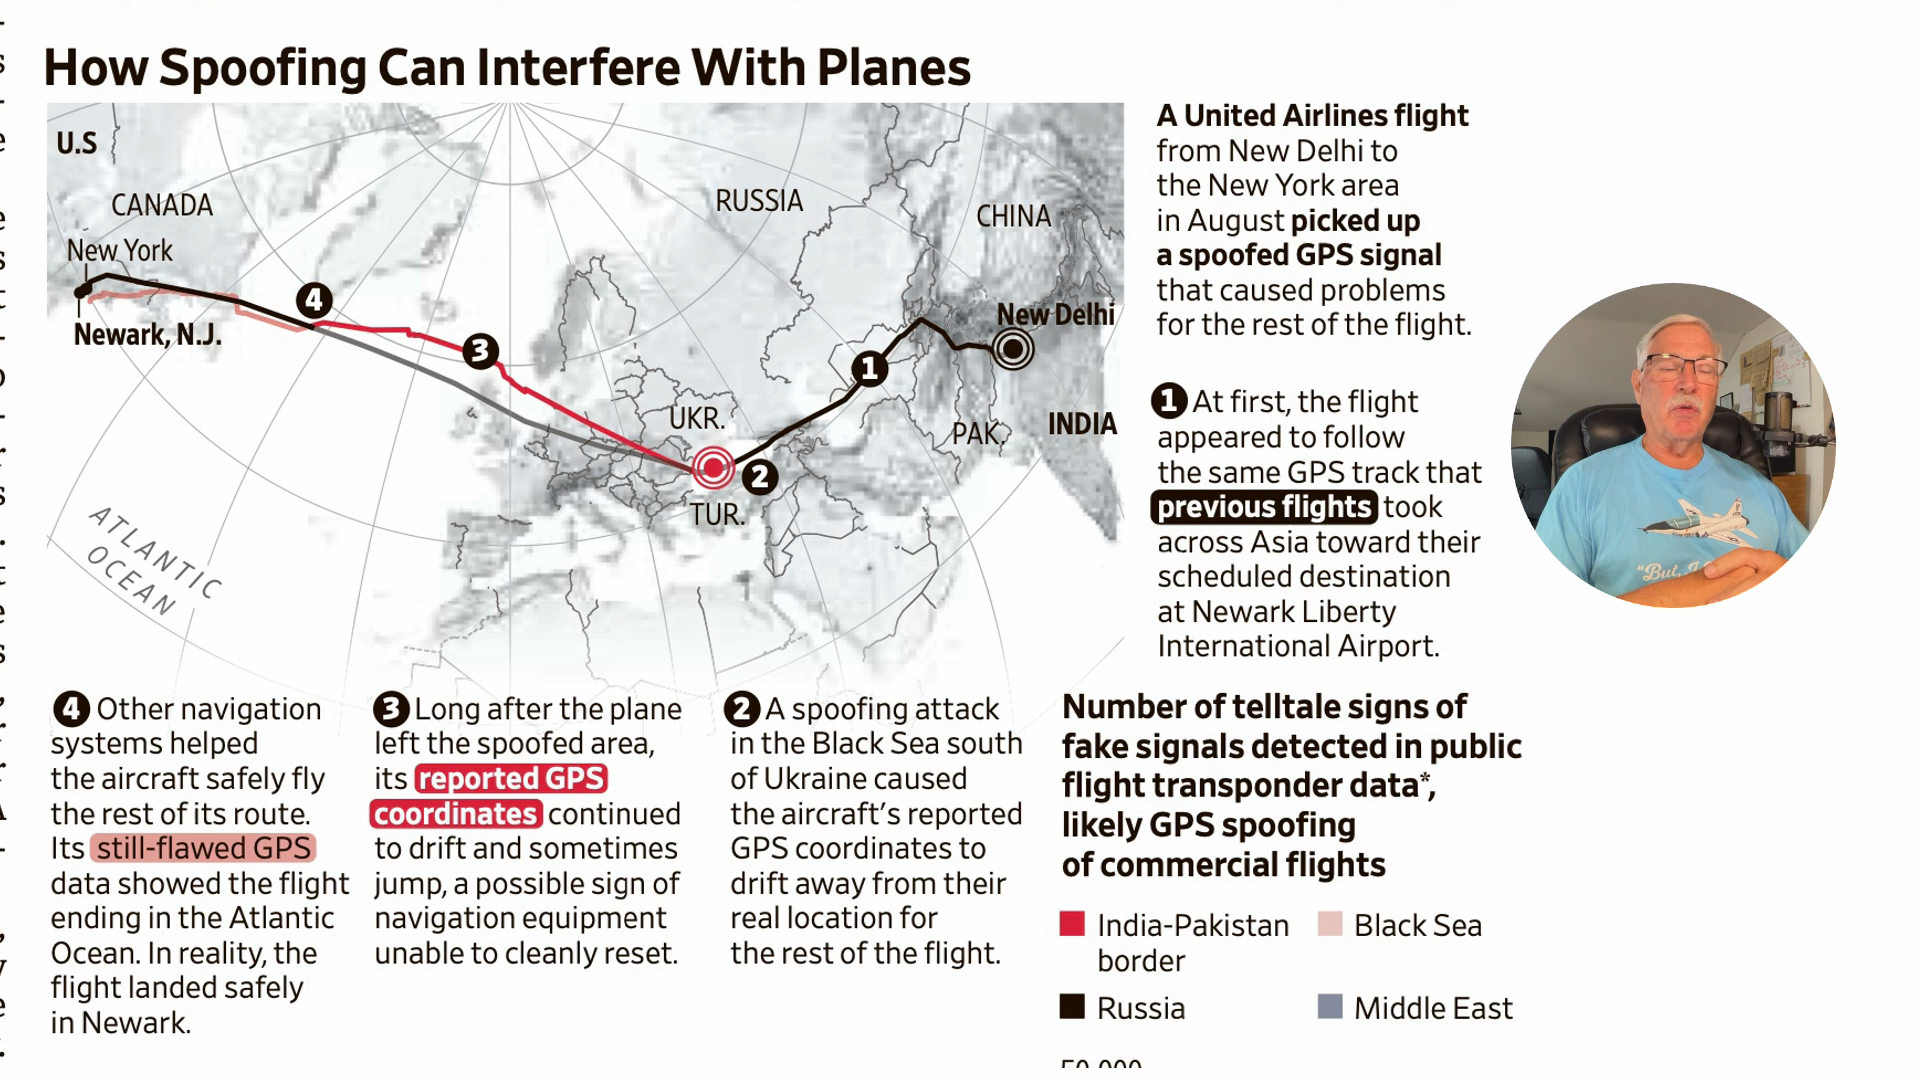 How Spoofing Can Interfere With Planes
U.S
CANADA
New York
Newark, N.J.
ATLANTIC
OCEAN
4
3
RUSSIA
CHINA
New Delhi
1
UKR.
PAK.
INDIA
2
TUR.
A United Airlines flight
from New Delhi to
the New York area
in August picked up
a spoofed GPS signal
that caused problems
for the rest of the flight.
1 At first, the flight
appeared to follow
the same GPS track that
previous flights took
across Asia toward their
scheduled destination
at Newark Liberty
International Airport.
4 Other navigation
systems helped
the aircraft safely fly
the rest of its route.
Its still-flawed GPS
data showed the flight
ending in the Atlantic
Ocean. In reality, the
flight landed safely
in Newark.
3 Long after the plane
left the spoofed area,
its reported GPS
coordinates continued
to drift and sometimes
jump, a possible sign of
navigation equipment
unable to cleanly reset.
2 A spoofing attack
in the Black Sea south
of Ukraine caused
the aircraft's reported
GPS coordinates to
drift away from their
real location for
the rest of the flight.
Number of telltale signs of
fake signals detected in public
flight transponder data*,
likely GPS spoofing
of commercial flights
India-Pakistan
border
Black Sea
Russia
Middle East
50,000
"But, I